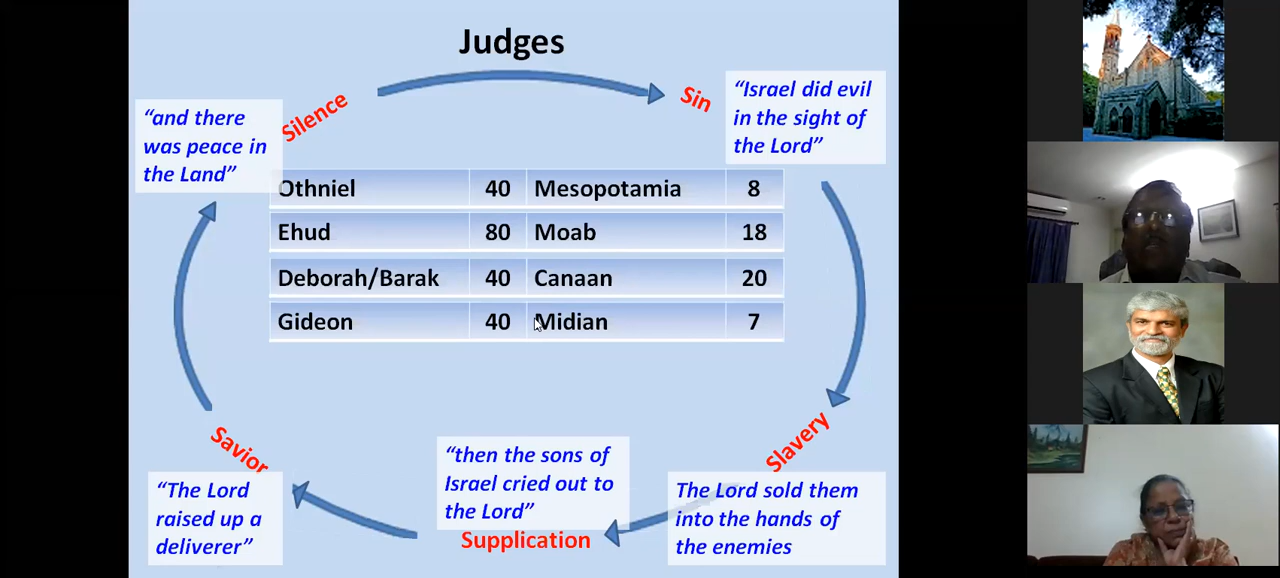 Judges
Silence
Sin
“and there
was peace in
the Land”
“Israel did evil
in the sight of
the Lord”
Othniel 40 Mesopotamia 8
Ehud 80 Moab 18
Deborah/Barak 40 Canaan 20
Gideon 40 Midian 7
Savior
Slavery
“The Lord
raised up a
deliverer”
“then the sons of
Israel cried out to
the Lord”
Supplication
The Lord sold them
into the hands of
the enemies